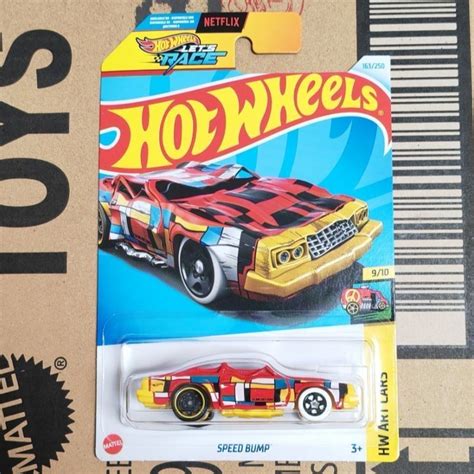 TOYS
MATTEL
NETFLIX
HOT WHEELS
LET'S
RACE
163/250
HOT WHEELS
9/10
HW ART CARS
MATTEL
SPEED BUMP
3+